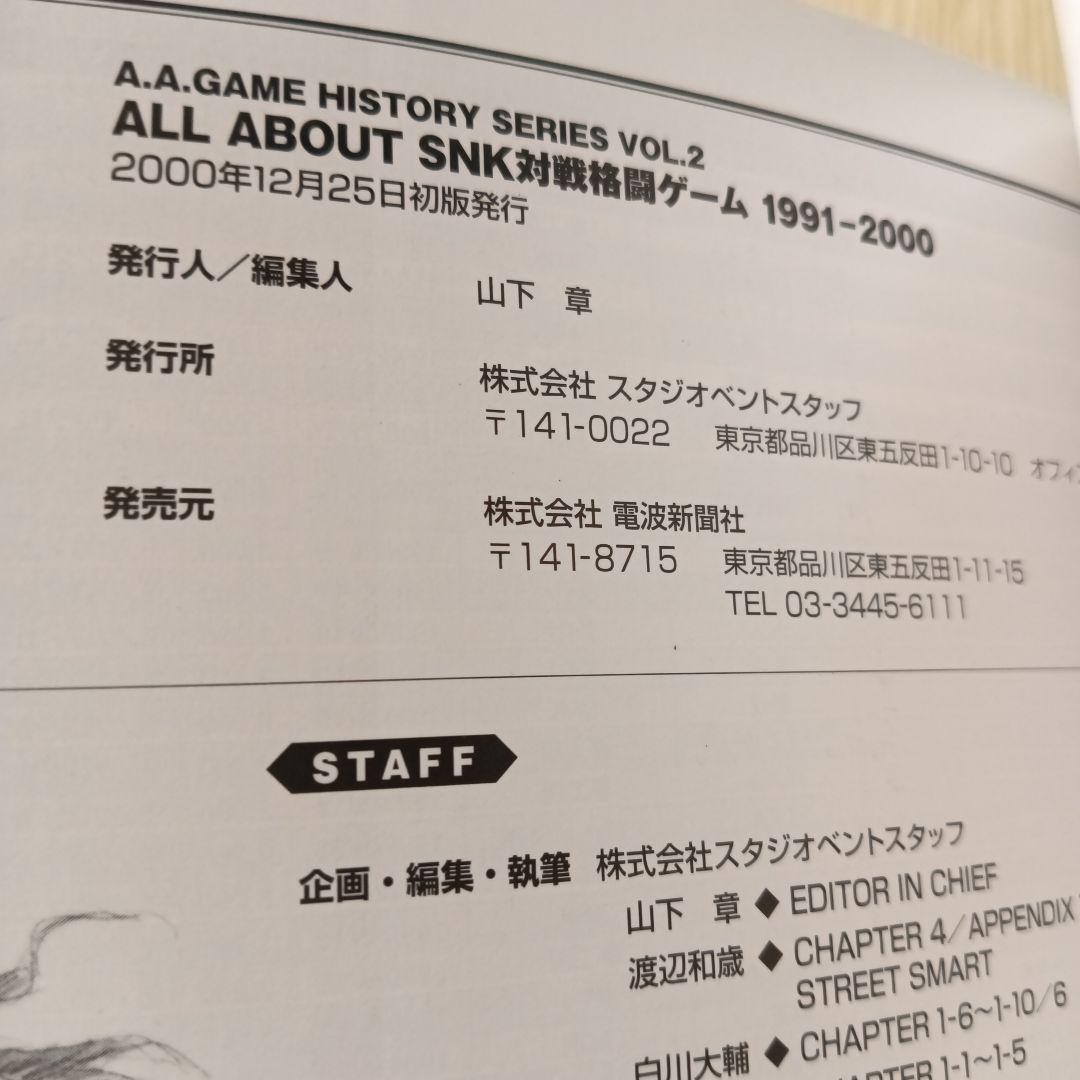 A.A.GAME HISTORY SERIES VOL.2
ALL ABOUT SNK対戦格闘ゲーム 1991-2000
2000年12月25日初版発行
発行人／編集人 山下 章
発行所 株式会社 スタジオベントスタッフ
〒141-0022 東京都品川区東五反田1-10-10 オフィ
発売元 株式会社 電波新聞社
〒141-8715 東京都品川区東五反田1-11-15
TEL 03-3445-6111
STAFF
企画・編集・執筆 株式会社スタジオベントスタッフ
山下 章 ◆ EDITOR IN CHIEF
渡辺和歳 ◆ CHAPTER 4／APPENDIX
STREET SMART
白川大輔 ◆ CHAPTER 1-6〜1-10／6
CHAPTER 1-1〜1-5